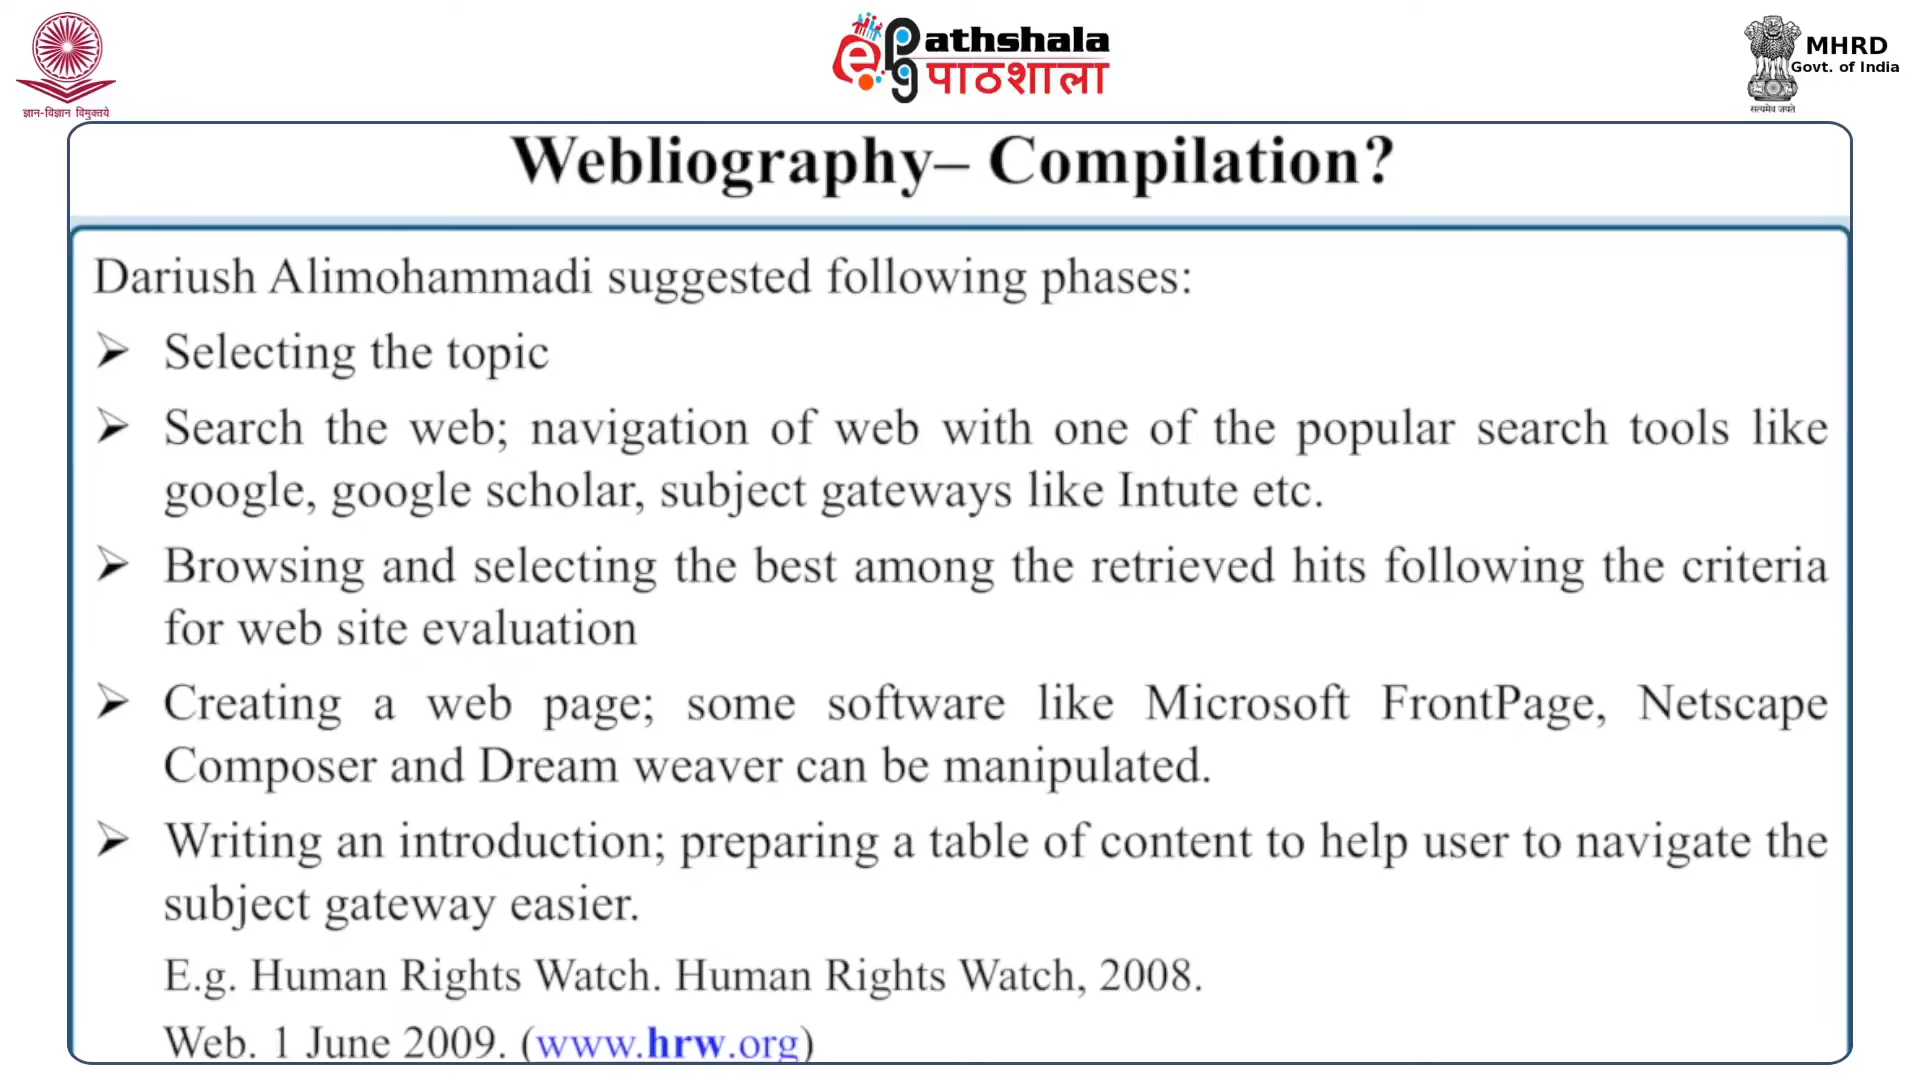 ज्ञान-विज्ञान विमुक्तये
ePG Pathshala
पाठशाला
MHRD
Govt. of India
सत्यमेव जयते
Webliography– Compilation?
Dariush Alimohammadi suggested following phases:
➢ Selecting the topic
➢ Search the web; navigation of web with one of the popular search tools like
google, google scholar, subject gateways like Intute etc.
➢ Browsing and selecting the best among the retrieved hits following the criteria
for web site evaluation
➢ Creating a web page; some software like Microsoft FrontPage, Netscape
Composer and Dream weaver can be manipulated.
➢ Writing an introduction; preparing a table of content to help user to navigate the
subject gateway easier.
E.g. Human Rights Watch. Human Rights Watch, 2008.
Web. 1 June 2009. (www.hrw.org)